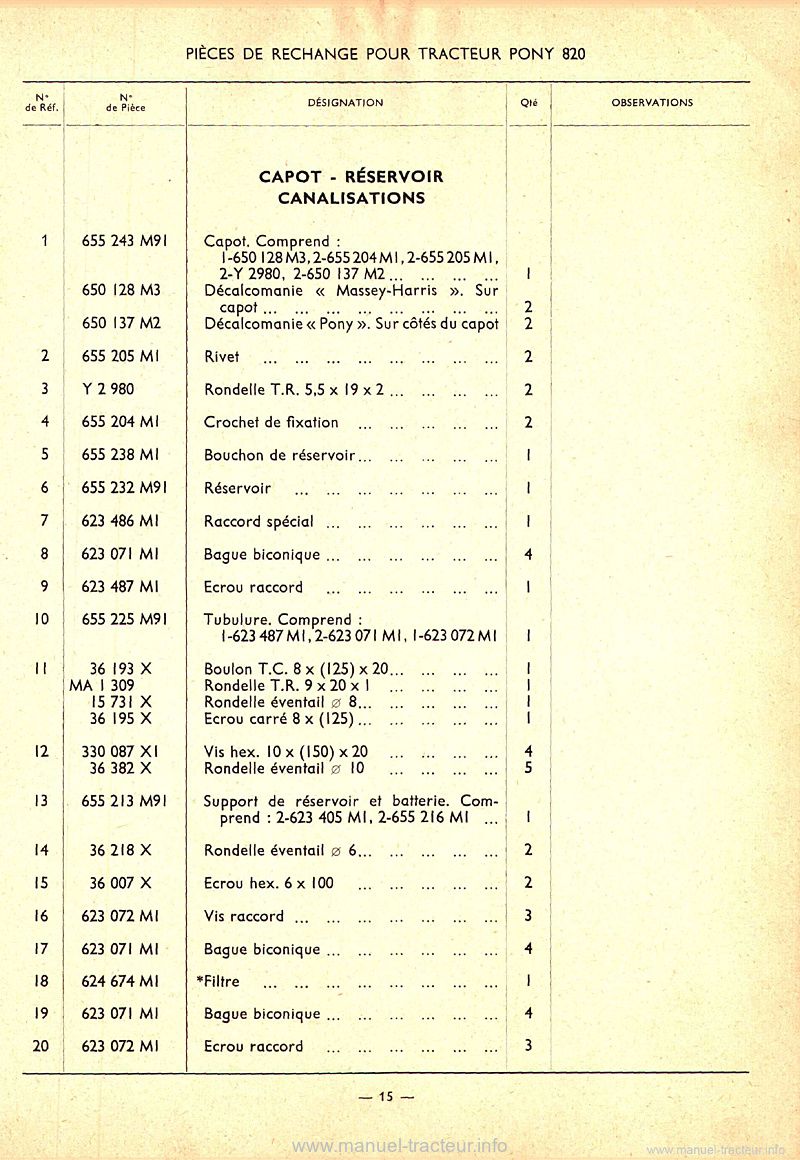 PIÈCES DE RECHANGE POUR TRACTEUR PONY 820
N° de Réf. N° de Pièce DÉSIGNATION Qté OBSERVATIONS
CAPOT - RÉSERVOIR
CANALISATIONS
1 655 243 M91 Capot. Comprend :
1-650 128 M3, 2-655 204 M1, 2-655 205 M1,
2-Y 2980, 2-650 137 M2 ... ... ... ... 1
650 128 M3 Décalcomanie « Massey-Harris ». Sur
capot ... ... ... ... ... ... ... ... 2
650 137 M2 Décalcomanie « Pony ». Sur côtés du capot 2
2 655 205 M1 Rivet ... ... ... ... ... ... ... ... 2
3 Y 2 980 Rondelle T.R. 5,5 x 19 x 2 ... ... ... ... 2
4 655 204 M1 Crochet de fixation ... ... ... ... ... 2
5 655 238 M1 Bouchon de réservoir ... ... ... ... ... 1
6 655 232 M91 Réservoir ... ... ... ... ... ... ... 1
7 623 486 M1 Raccord spécial ... ... ... ... ... ... 1
8 623 071 M1 Bague biconique ... ... ... ... ... ... 4
9 623 487 M1 Ecrou raccord ... ... ... ... ... ... 1
10 655 225 M91 Tubulure. Comprend :
1-623 487 M1, 2-623 071 M1, 1-623 072 M1 1
11 36 193 X Boulon T.C. 8 x (125) x 20 ... ... ... ... 1
MA 1 309 Rondelle T.R. 9 x 20 x 1 ... ... ... ... 1
15 731 X Rondelle éventail ⌀ 8 ... ... ... ... ... 1
36 195 X Ecrou carré 8 x (125) ... ... ... ... ... 1
12 330 087 X1 Vis hex. 10 x (150) x 20 ... ... ... ... 4
36 382 X Rondelle éventail ⌀ 10 ... ... ... ... 5
13 655 213 M91 Support de réservoir et batterie. Com-
prend : 2-623 405 M1, 2-655 216 M1 ... 1
14 36 218 X Rondelle éventail ⌀ 6 ... ... ... ... ... 2
15 36 007 X Ecrou hex. 6 x 100 ... ... ... ... ... 2
16 623 072 M1 Vis raccord ... ... ... ... ... ... ... 3
17 623 071 M1 Bague biconique ... ... ... ... ... ... 4
18 624 674 M1 *Filtre ... ... ... ... ... ... ... ... 1
19 623 071 M1 Bague biconique ... ... ... ... ... ... 4
20 623 072 M1 Ecrou raccord ... ... ... ... ... ... 3
— 15 —
www.manuel-tracteur.info
www.manuel-tracteur.info